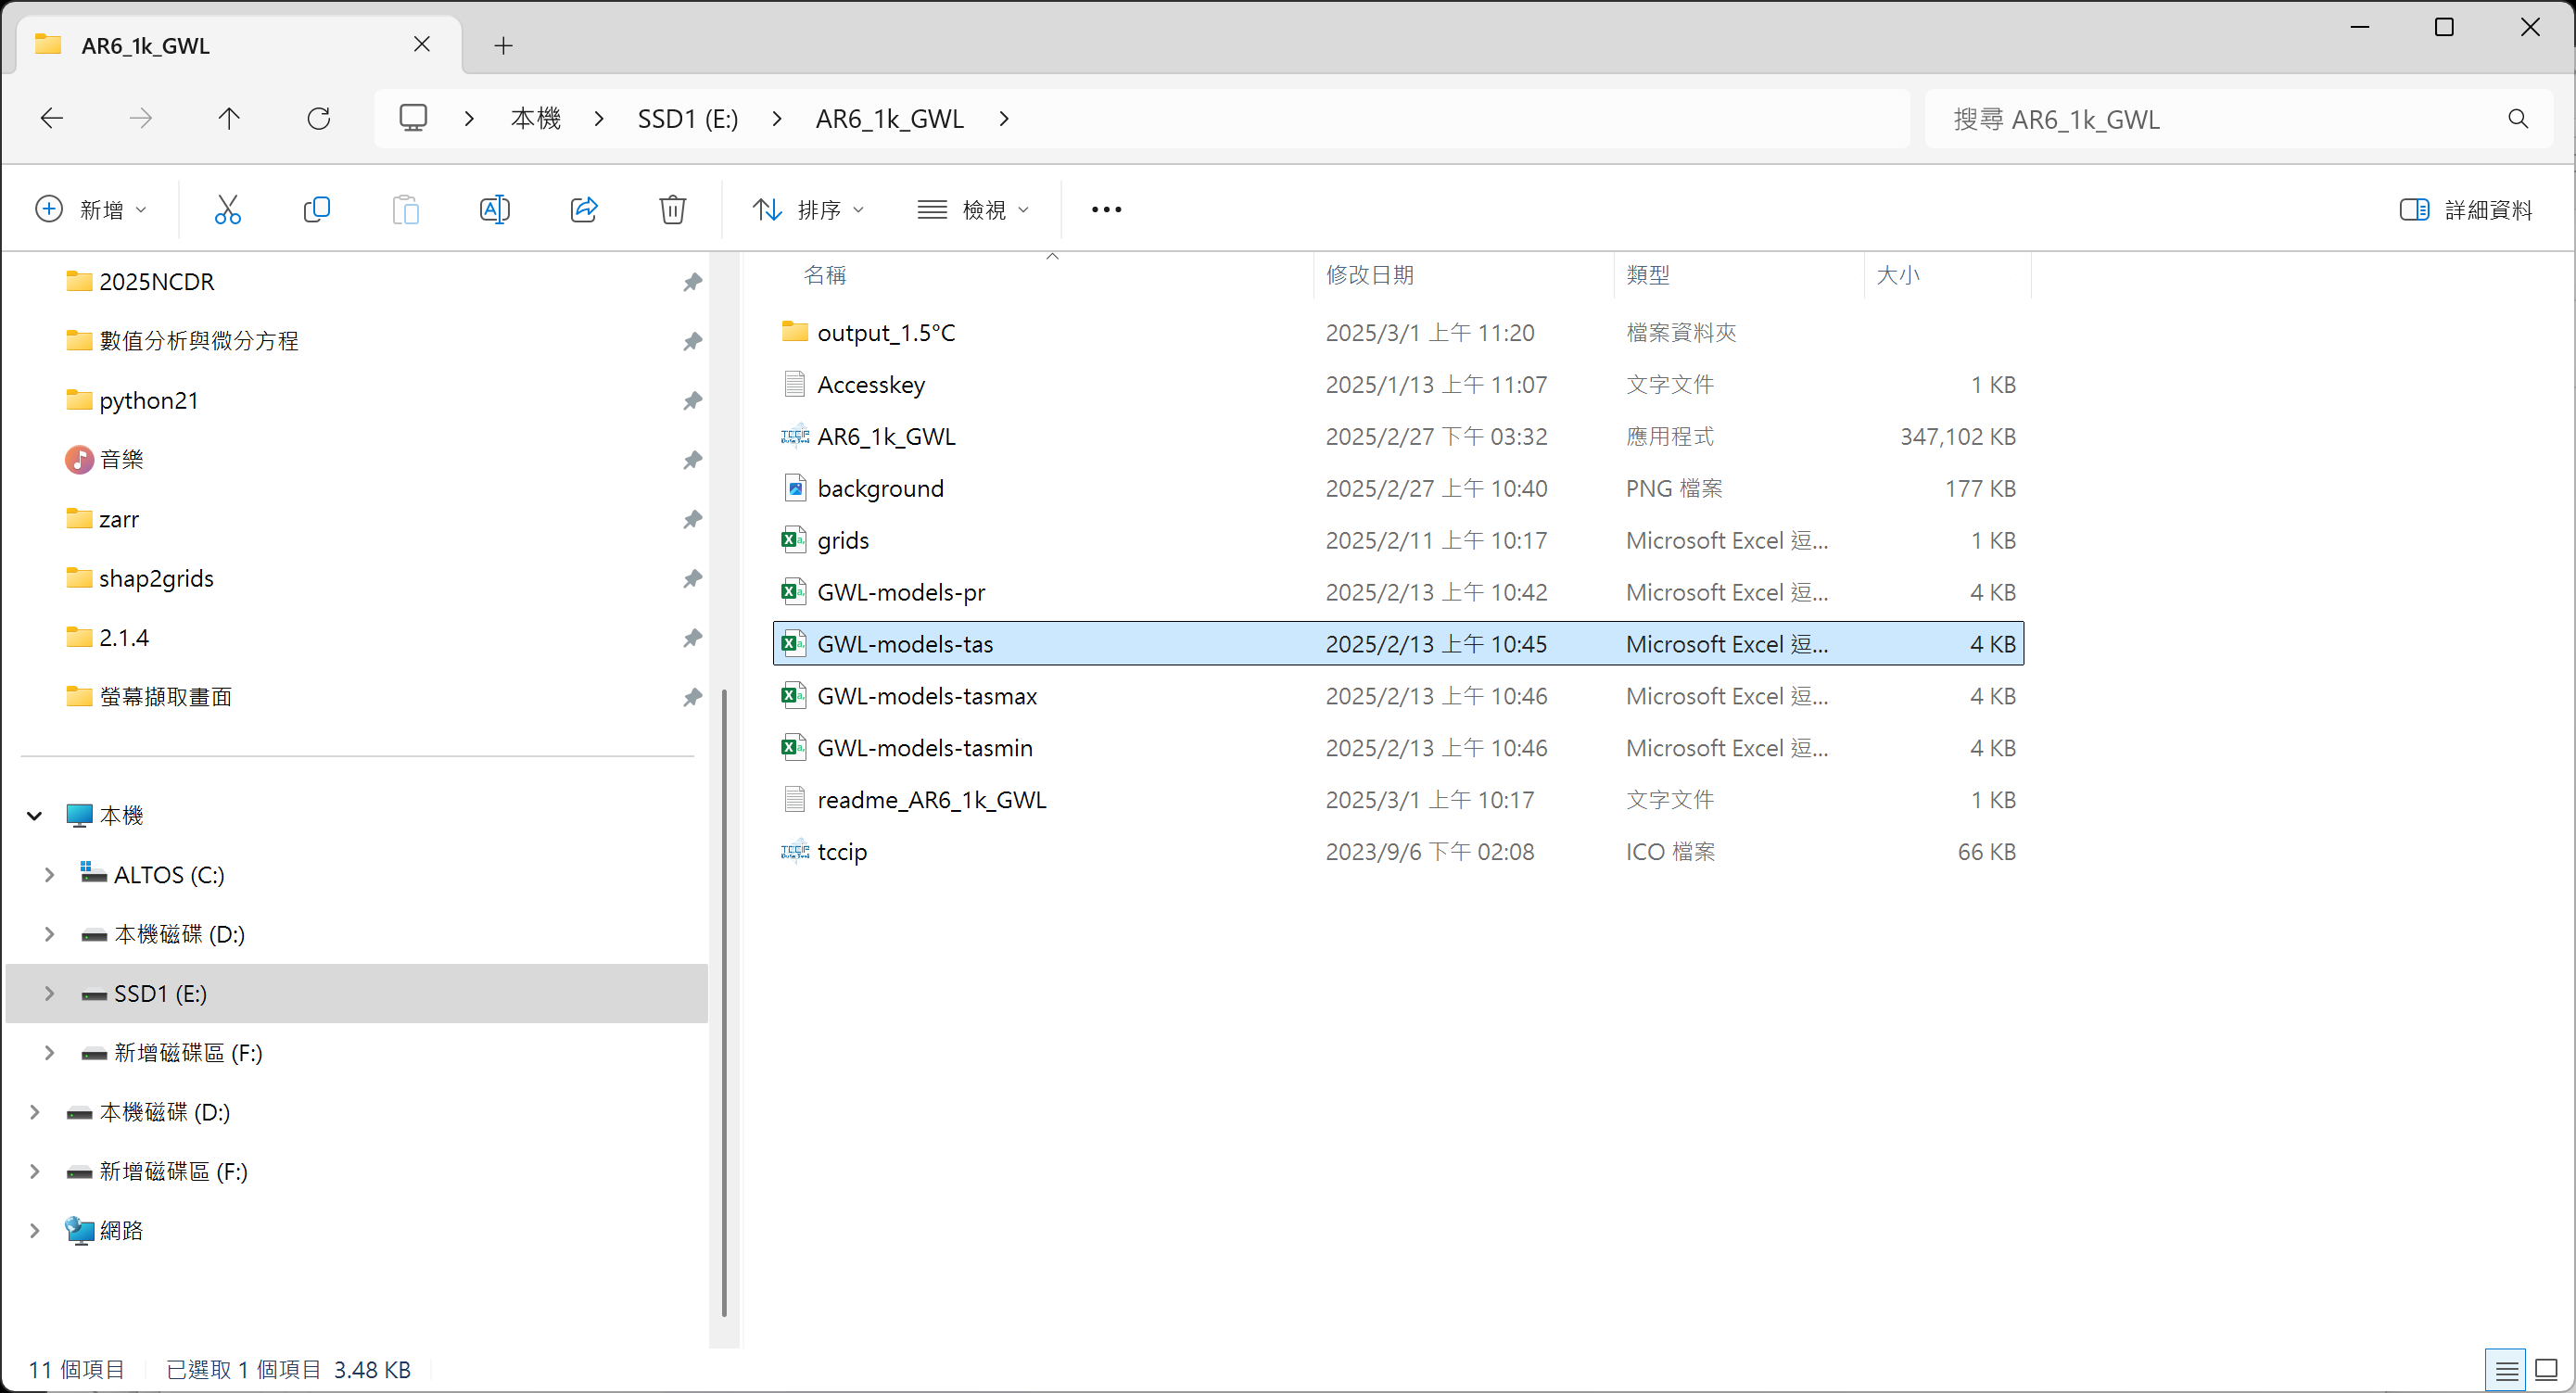 AR6_1k_GWL
本機 SSD1 (E:) AR6_1k_GWL
搜尋 AR6_1k_GWL
新增 排序 檢視 詳細資料
2025NCDR
數值分析與微分方程
python21
音樂
zarr
shap2grids
2.1.4
螢幕擷取畫面
本機
ALTOS (C:)
本機磁碟 (D:)
SSD1 (E:)
新增磁碟區 (F:)
本機磁碟 (D:)
新增磁碟區 (F:)
網路
名稱 修改日期 類型 大小
output_1.5°C 2025/3/1 上午 11:20 檔案資料夾
Accesskey 2025/1/13 上午 11:07 文字文件 1 KB
AR6_1k_GWL 2025/2/27 下午 03:32 應用程式 347,102 KB
background 2025/2/27 上午 10:40 PNG 檔案 177 KB
grids 2025/2/11 上午 10:17 Microsoft Excel 逗... 1 KB
GWL-models-pr 2025/2/13 上午 10:42 Microsoft Excel 逗... 4 KB
GWL-models-tas 2025/2/13 上午 10:45 Microsoft Excel 逗... 4 KB
GWL-models-tasmax 2025/2/13 上午 10:46 Microsoft Excel 逗... 4 KB
GWL-models-tasmin 2025/2/13 上午 10:46 Microsoft Excel 逗... 4 KB
readme_AR6_1k_GWL 2025/3/1 上午 10:17 文字文件 1 KB
tccip 2023/9/6 下午 02:08 ICO 檔案 66 KB
11 個項目 已選取 1 個項目 3.48 KB